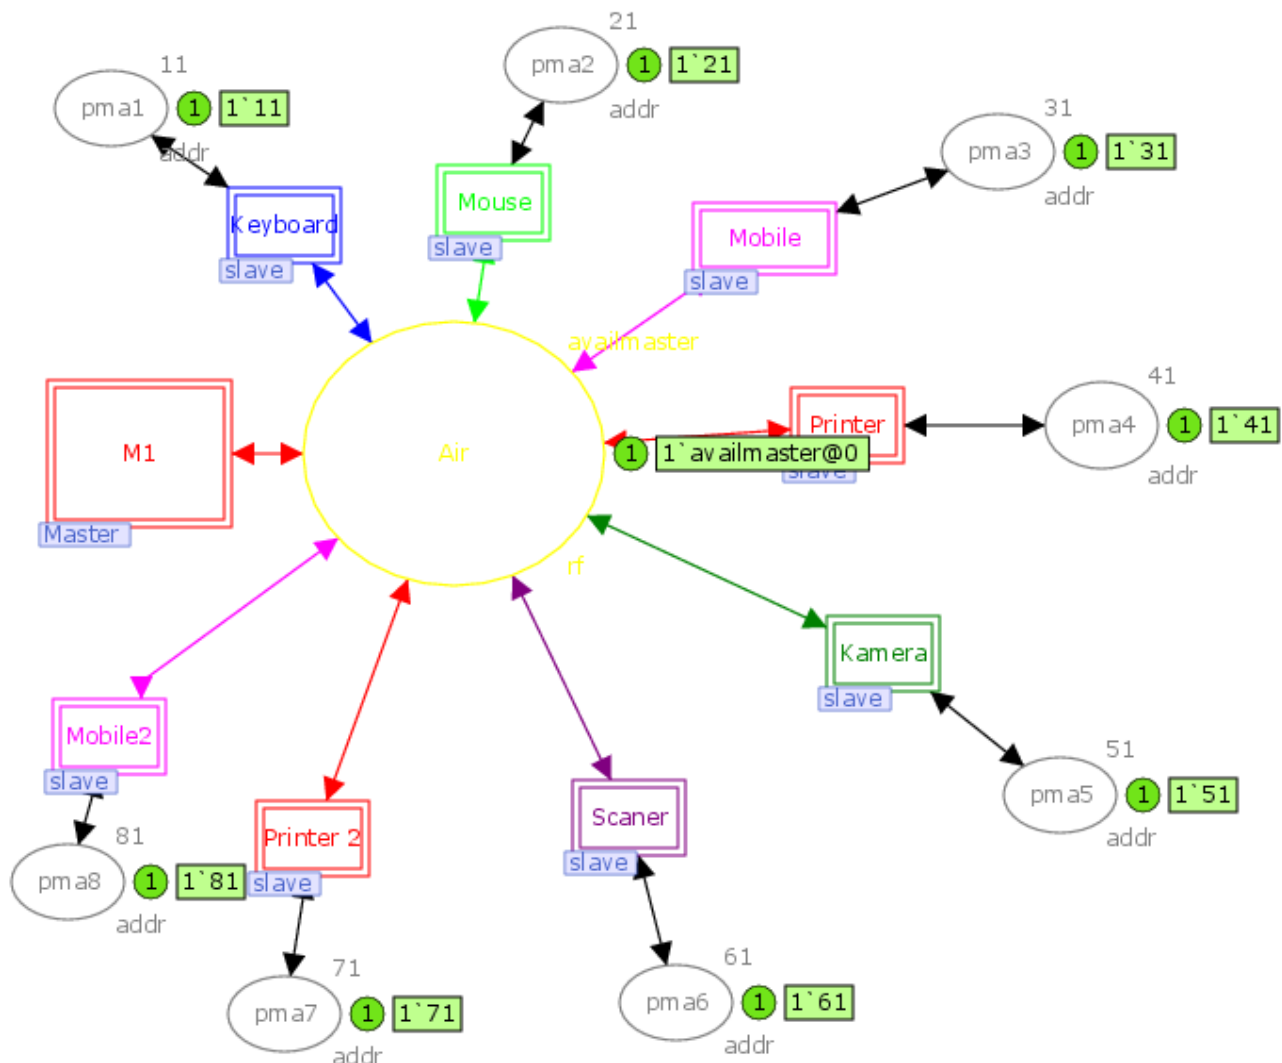 11
pma1
1
1`11
addr
21
pma2
1
1`21
addr
31
pma3
1
1`31
addr
Keyboard
slave
Mouse
slave
Mobile
slave
availmaster
M1
Master
Air
1
1`availmaster@0
rf
Printer
slave
41
pma4
1
1`41
addr
Kamera
slave
51
pma5
1
1`51
addr
Mobile2
slave
81
pma8
1
1`81
addr
Printer 2
slave
71
pma7
1
1`71
addr
Scaner
slave
61
pma6
1
1`61
addr